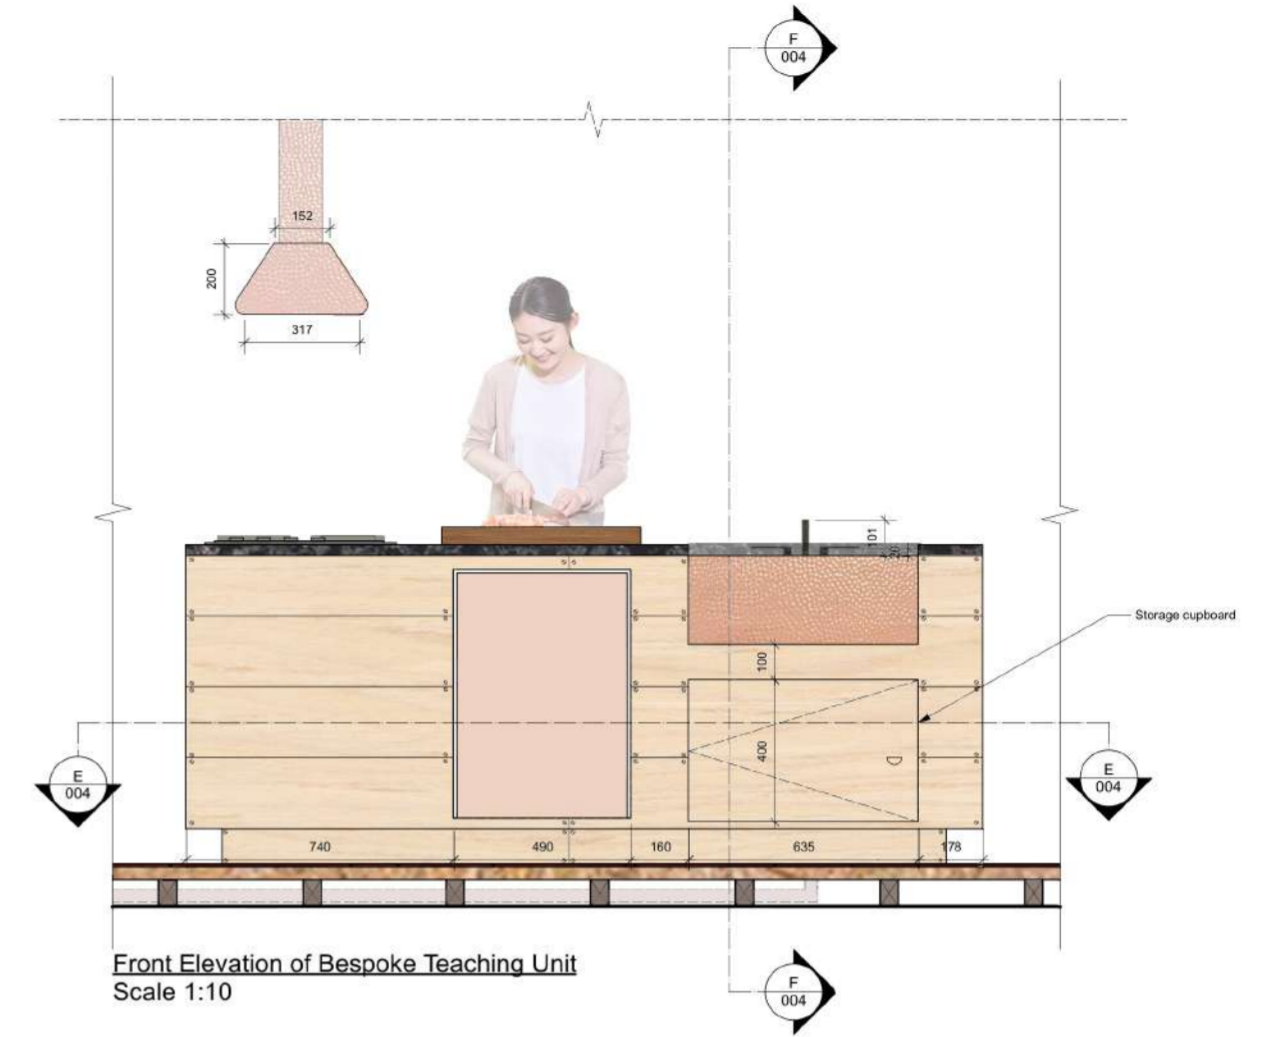 F
004
152
200
317
101
20
Storage cupboard
100
400
E
004
E
004
740
490
160
635
178
Front Elevation of Bespoke Teaching Unit
Scale 1:10
F
004